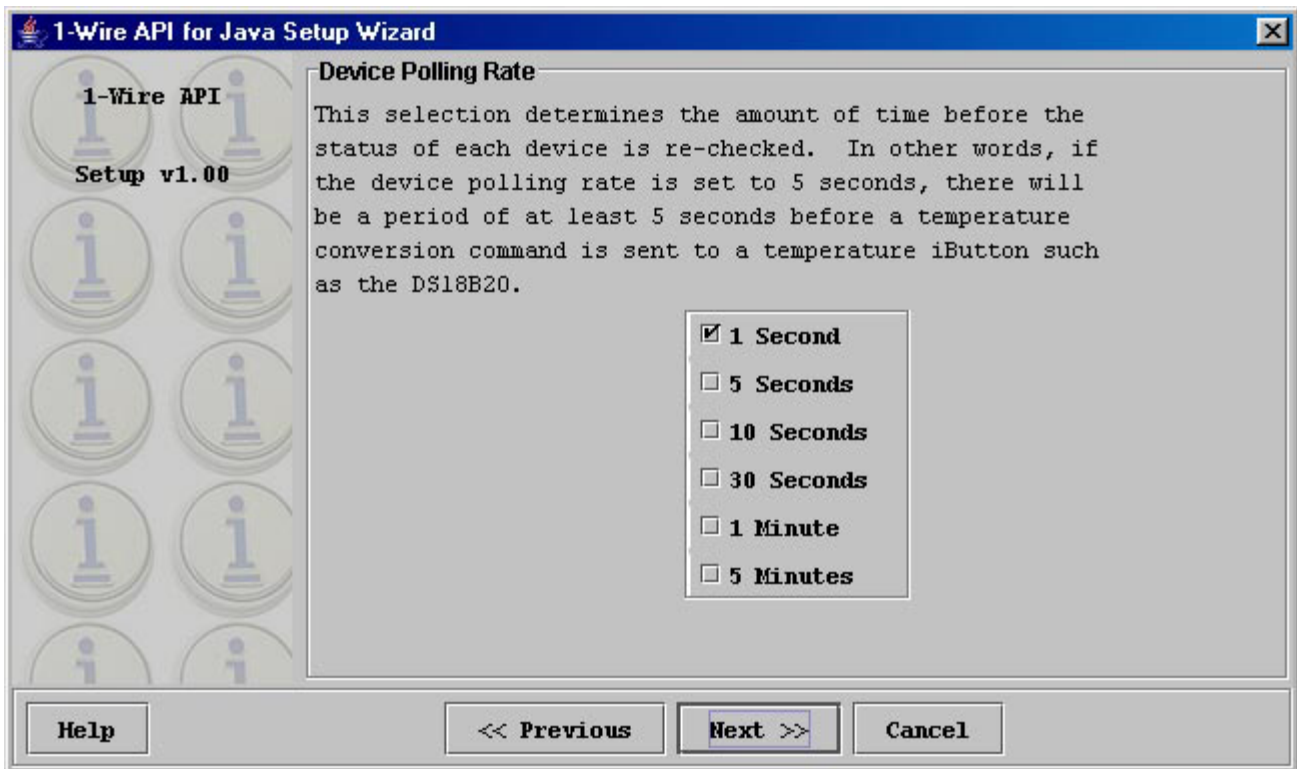 1-Wire API for Java Setup Wizard
1-Wire API
Setup v1.00
Device Polling Rate
This selection determines the amount of time before the
status of each device is re-checked.  In other words, if
the device polling rate is set to 5 seconds, there will
be a period of at least 5 seconds before a temperature
conversion command is sent to a temperature iButton such
as the DS18B20.
1 Second
5 Seconds
10 Seconds
30 Seconds
1 Minute
5 Minutes
Help
<< Previous
Next >>
Cancel